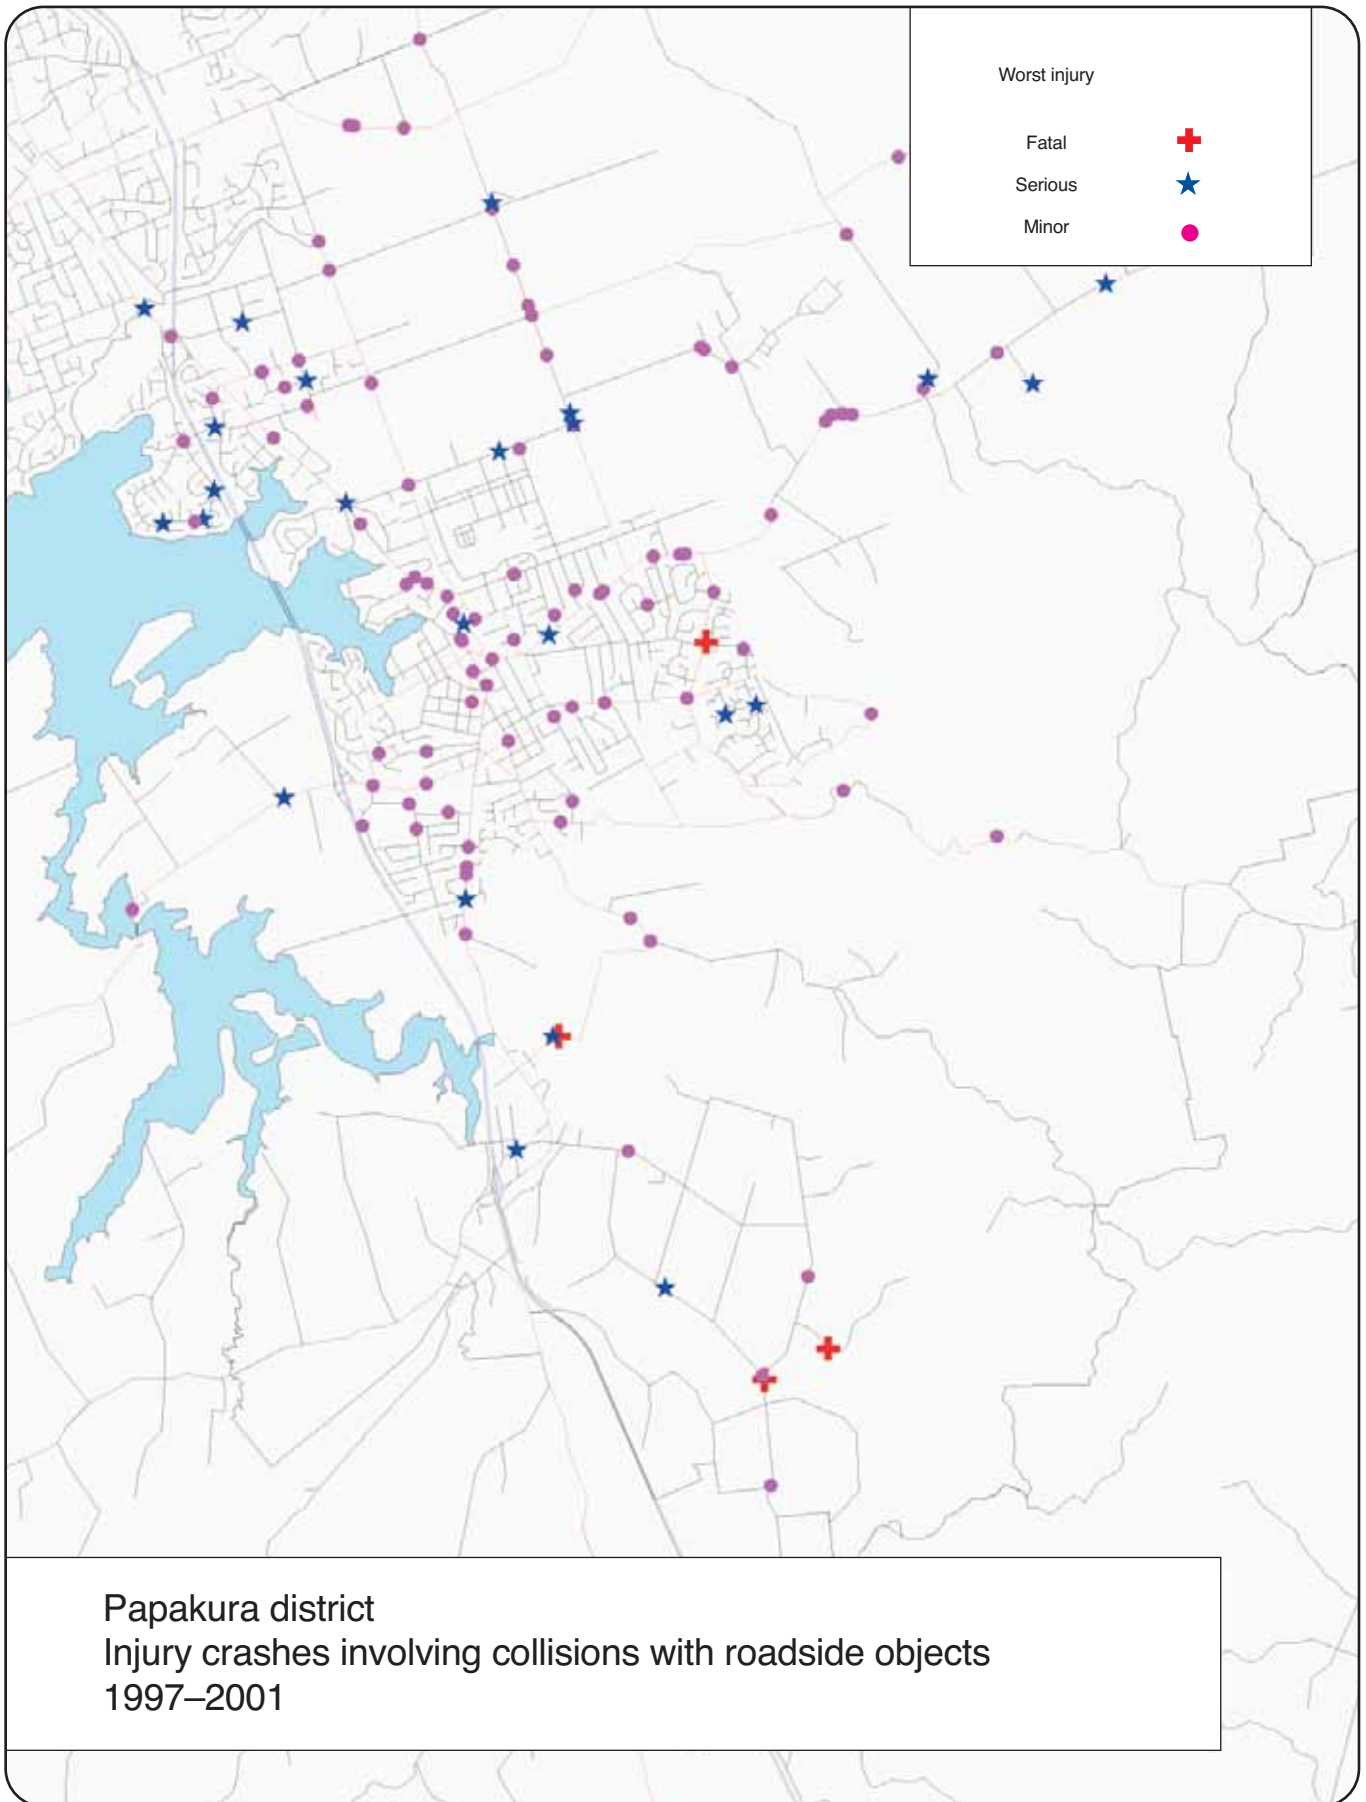 Worst injury
Fatal
Serious
Minor
Papakura district
Injury crashes involving collisions with roadside objects
1997–2001